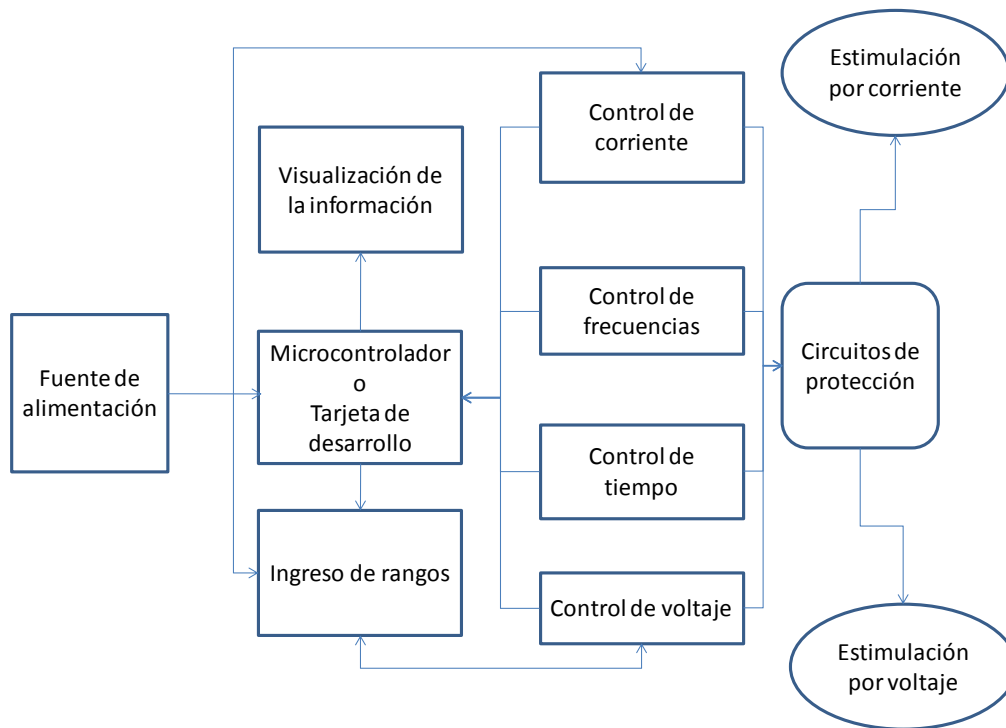 Estimulación
por corriente
Control de
corriente
Visualización de
la información
Control de
frecuencias
Fuente de
alimentación
Microcontrolador
o
Tarjeta de
desarrollo
Circuitos de
protección
Control de
tiempo
Ingreso de rangos
Control de voltaje
Estimulación
por voltaje